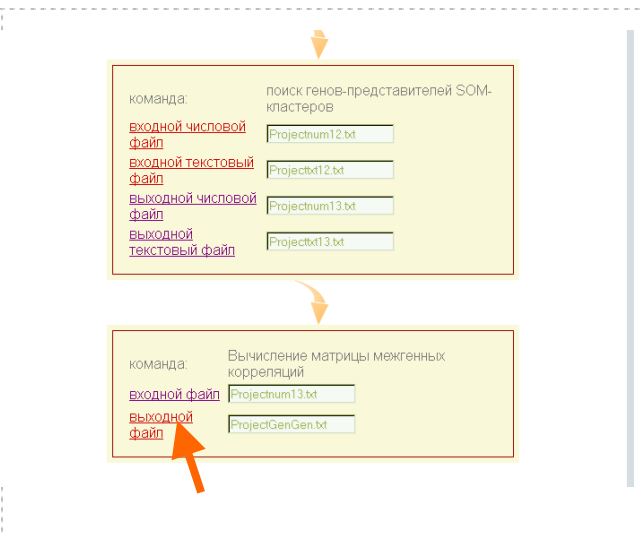 команда:
поиск генов-представителей SOM-
кластеров
входной числовой
файл
Projectnum12.txt
входной текстовый
файл
Projecttxt12.txt
выходной числовой
файл
Projectnum13.txt
выходной
текстовый файл
Projecttxt13.txt
команда:
Вычисление матрицы межгенных
корреляций
входной файл
Projectnum13.txt
выходной
файл
ProjectGenGen.txt